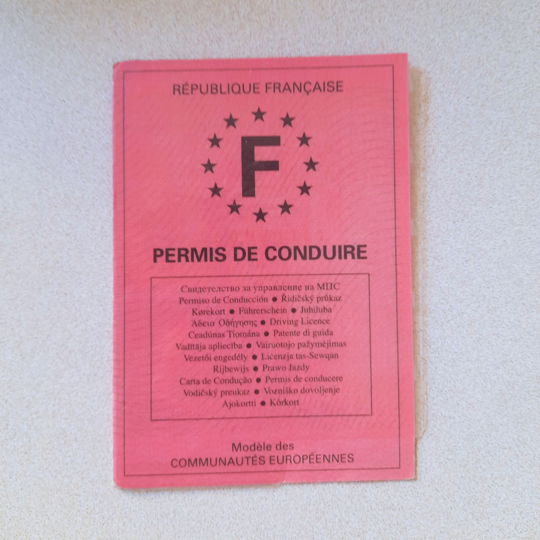 RÉPUBLIQUE FRANÇAISE
F
PERMIS DE CONDUIRE
Свидетелство за управление на МПС
Permiso de Conducción ● Řidičský průkaz
Kørekort ● Führerschein ● Juhiluba
Άδεια Οδήγησης ● Driving Licence
Ceadúnas Tiomána ● Patente di guida
Vadītāja apliecība ● Vairuotojo pažymėjimas
Vezetői engedély ● Liċenzja tas-Sewqan
Rijbewijs ● Prawo Jazdy
Carta de Condução ● Permis de conducere
Vodičský preukaz ● Vozniško dovoljenje
Ajokortti ● Körkort
Modèle des
COMMUNAUTÉS EUROPÉENNES